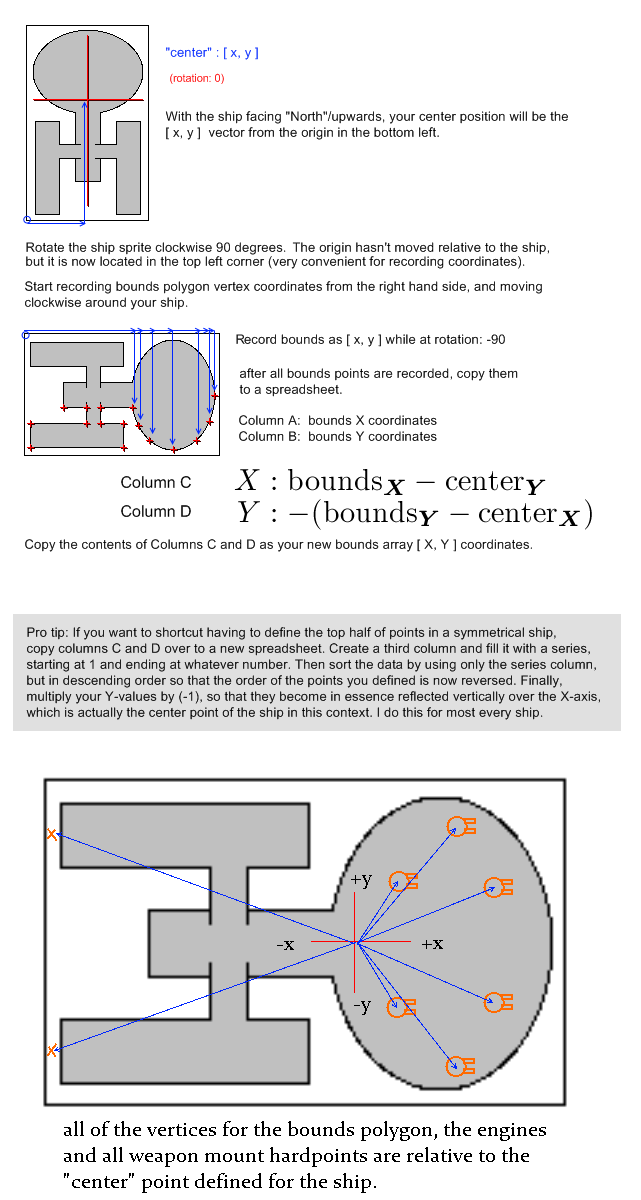 "center" : [ x, y ]
(rotation: 0)
With the ship facing "North"/upwards, your center position will be the
[ x, y ]  vector from the origin in the bottom left.
Rotate the ship sprite clockwise 90 degrees.  The origin hasn't moved relative to the ship,
but it is now located in the top left corner (very convenient for recording coordinates).
Start recording bounds polygon vertex coordinates from the right hand side, and moving
clockwise around your ship.
Record bounds as [ x, y ] while at rotation: -90
after all bounds points are recorded, copy them
to a spreadsheet.
Column A:  bounds X coordinates
Column B:  bounds Y coordinates
Column C X : bounds_X − center_Y
Column D Y : −(bounds_Y − center_X)
Copy the contents of Columns C and D as your new bounds array [ X, Y ] coordinates.
Pro tip: If you want to shortcut having to define the top half of points in a symmetrical ship,
copy columns C and D over to a new spreadsheet. Create a third column and fill it with a series,
starting at 1 and ending at whatever number. Then sort the data by using only the series column,
but in descending order so that the order of the points you defined is now reversed. Finally,
multiply your Y-values by (-1), so that they become in essence reflected vertically over the X-axis,
which is actually the center point of the ship in this context. I do this for most every ship.
+y
-x
+x
-y
all of the vertices for the bounds polygon, the engines
and all weapon mount hardpoints are relative to the
"center" point defined for the ship.